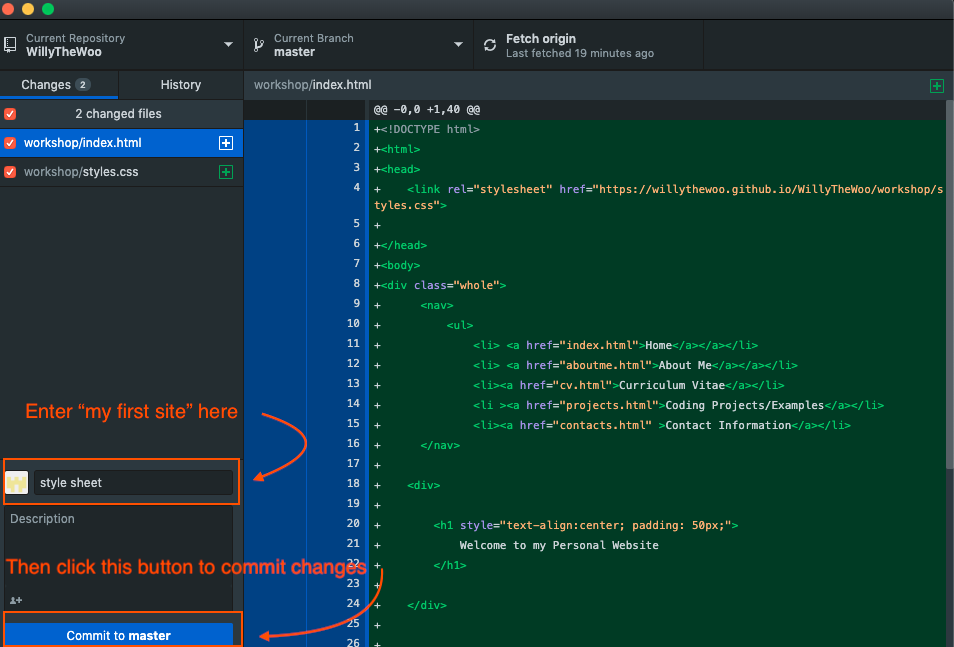 Current Repository
WillyTheWoo
Current Branch
master
Fetch origin
Last fetched 19 minutes ago
Changes 2
History
workshop/index.html
2 changed files
workshop/index.html
workshop/styles.css
Enter “my first site” here
style sheet
Description
Then click this button to commit changes
Commit to master
@@ -0,0 +1,40 @@
1 +<!DOCTYPE html>
2 +<html>
3 +<head>
4 +    <link rel="stylesheet" href="https://willythewoo.github.io/WillyTheWoo/workshop/s
tyles.css">
5 +
6 +</head>
7 +<body>
8 +<div class="whole">
9 +      <nav>
10 +          <ul>
11 +              <li> <a href="index.html">Home</a></a></li>
12 +              <li> <a href="aboutme.html">About Me</a></a></li>
13 +              <li><a href="cv.html">Curriculum Vitae</a></li>
14 +              <li ><a href="projects.html">Coding Projects/Examples</a></li>
15 +              <li><a href="contacts.html" >Contact Information</a></li>
16 +      </nav>
17 +
18 +    <div>
19 +
20 +        <h1 style="text-align:center; padding: 50px;">
21 +            Welcome to my Personal Website
22 +        </h1>
23 +
24 +    </div>
25 +
26 +